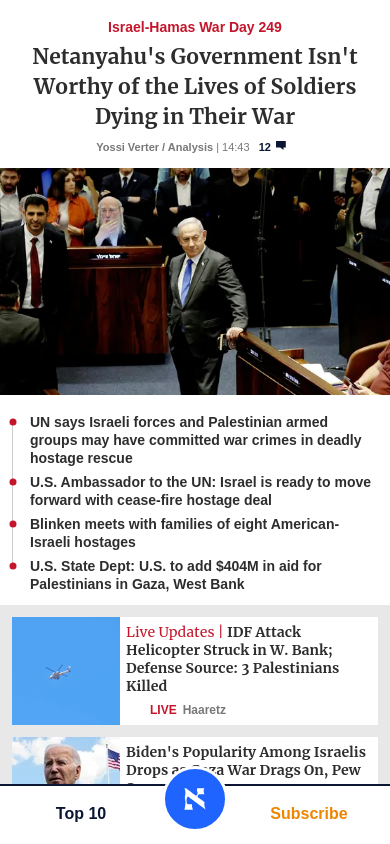 Israel-Hamas War Day 249
Netanyahu's Government Isn't
Worthy of the Lives of Soldiers
Dying in Their War
Yossi Verter / Analysis | 14:43 12
UN says Israeli forces and Palestinian armed
groups may have committed war crimes in deadly
hostage rescue
U.S. Ambassador to the UN: Israel is ready to move
forward with cease-fire hostage deal
Blinken meets with families of eight American-
Israeli hostages
U.S. State Dept: U.S. to add $404M in aid for
Palestinians in Gaza, West Bank
Live Updates | IDF Attack
Helicopter Struck in W. Bank;
Defense Source: 3 Palestinians
Killed
LIVE Haaretz
Biden's Popularity Among Israelis
Drops as Gaza War Drags On, Pew
Top 10
Subscribe